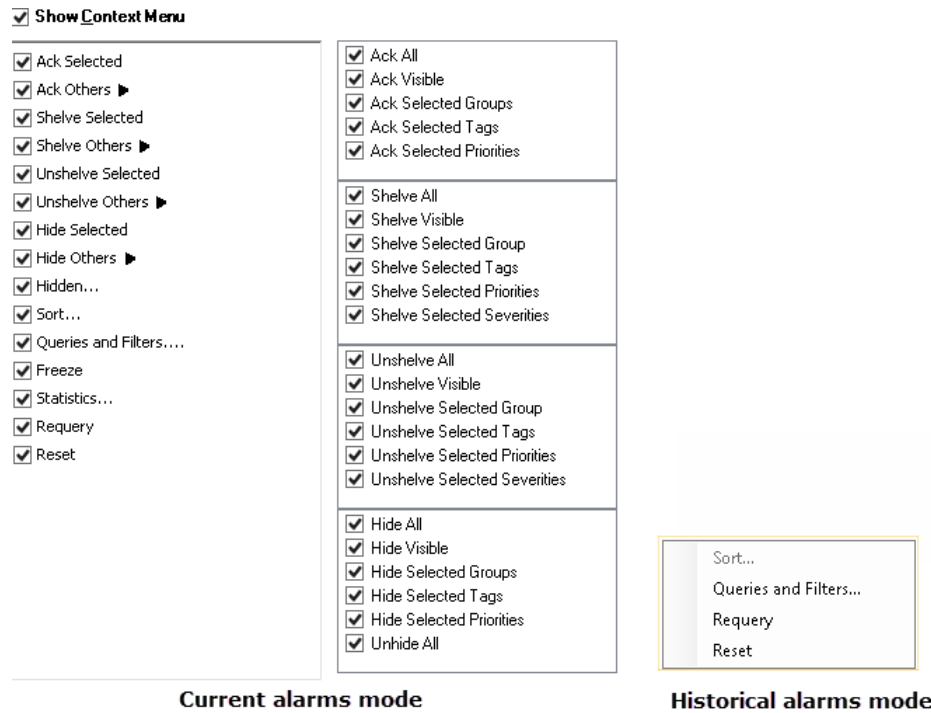 Show Context Menu
Ack Selected
Ack Others
Shelve Selected
Shelve Others
Unshelve Selected
Unshelve Others
Hide Selected
Hide Others
Hidden...
Sort...
Queries and Filters....
Freeze
Statistics...
Requery
Reset
Ack All
Ack Visible
Ack Selected Groups
Ack Selected Tags
Ack Selected Priorities
Shelve All
Shelve Visible
Shelve Selected Group
Shelve Selected Tags
Shelve Selected Priorities
Shelve Selected Severities
Unshelve All
Unshelve Visible
Unshelve Selected Group
Unshelve Selected Tags
Unshelve Selected Priorities
Unshelve Selected Severities
Hide All
Hide Visible
Hide Selected Groups
Hide Selected Tags
Hide Selected Priorities
Unhide All
Current alarms mode
Sort...
Queries and Filters...
Requery
Reset
Historical alarms mode